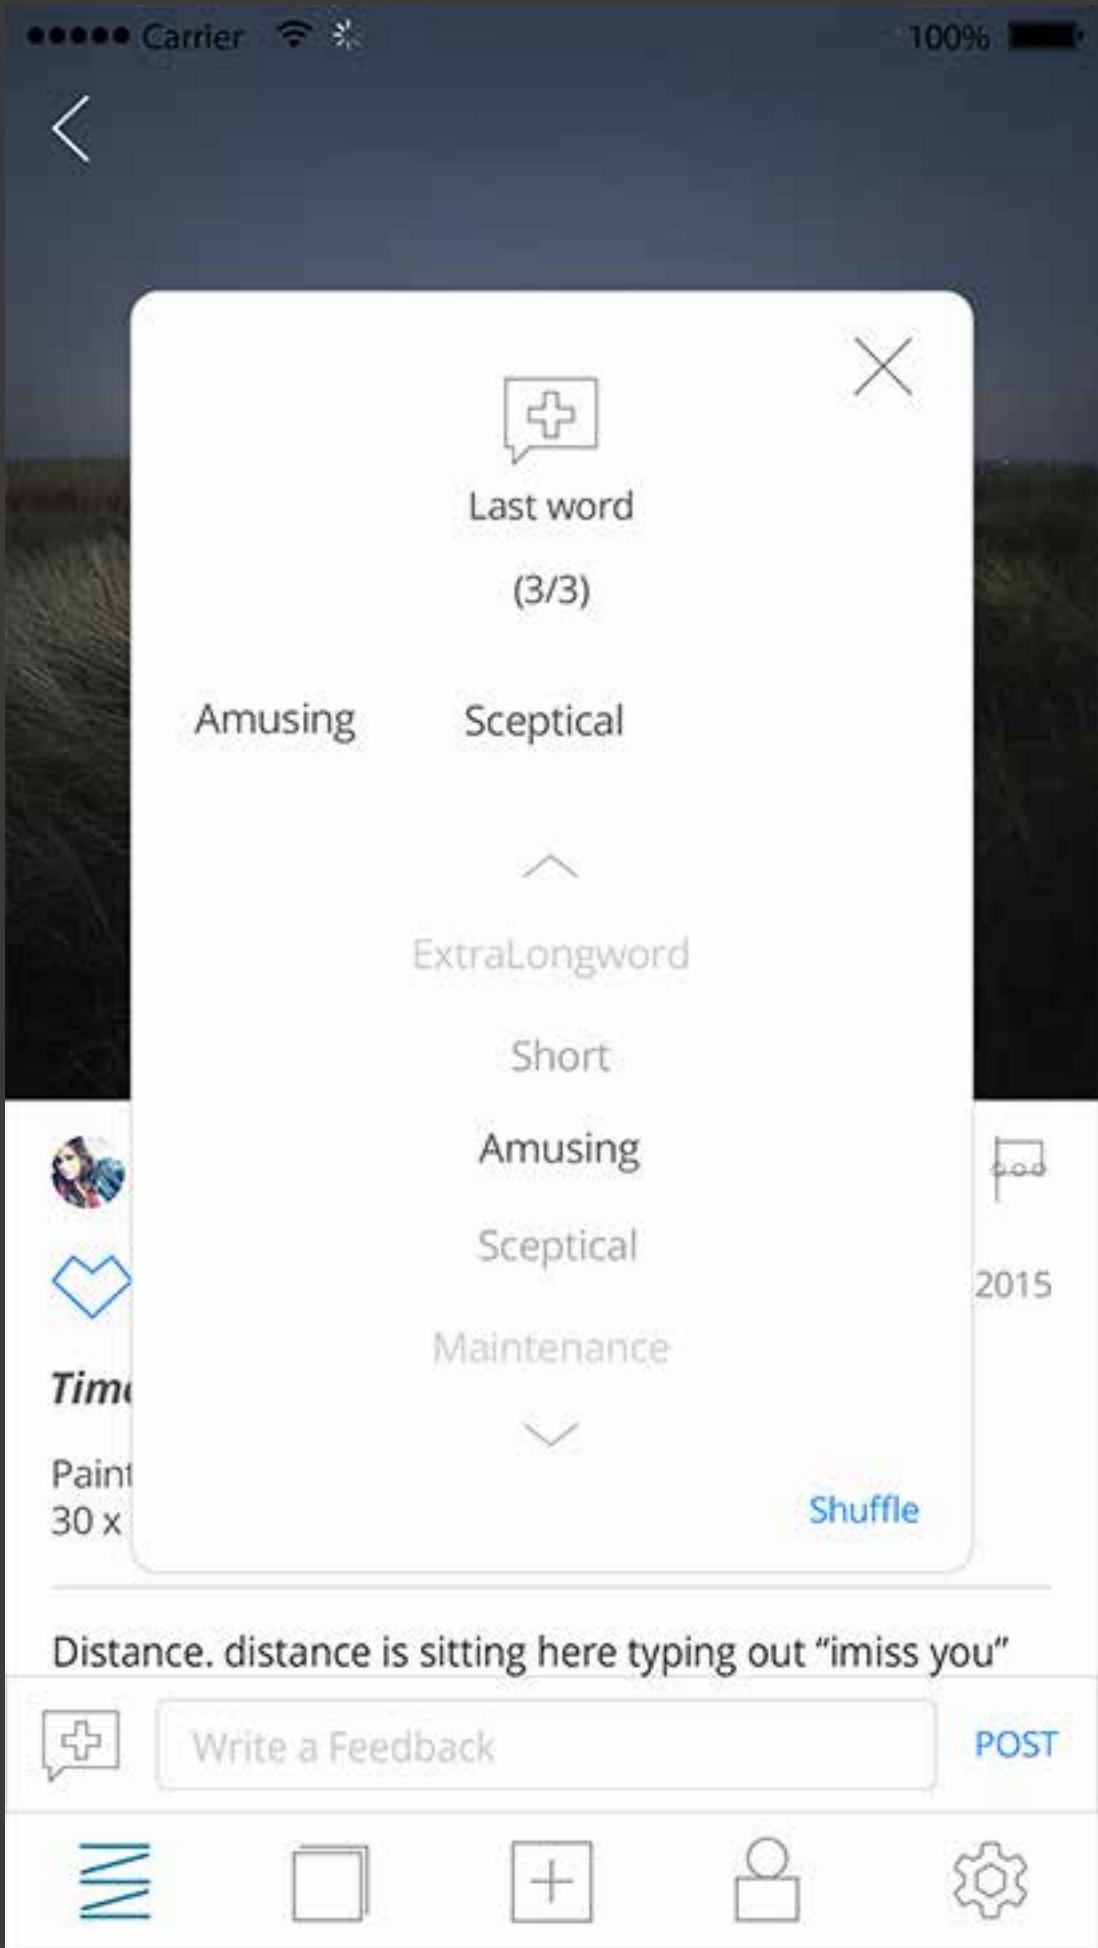 Carrier 100%
Last word
(3/3)
Amusing Sceptical
ExtraLongword
Short
Amusing
Sceptical
Maintenance
2015
Shuffle
30 x
Distance. distance is sitting here typing out “imiss you”
Write a Feedback POST